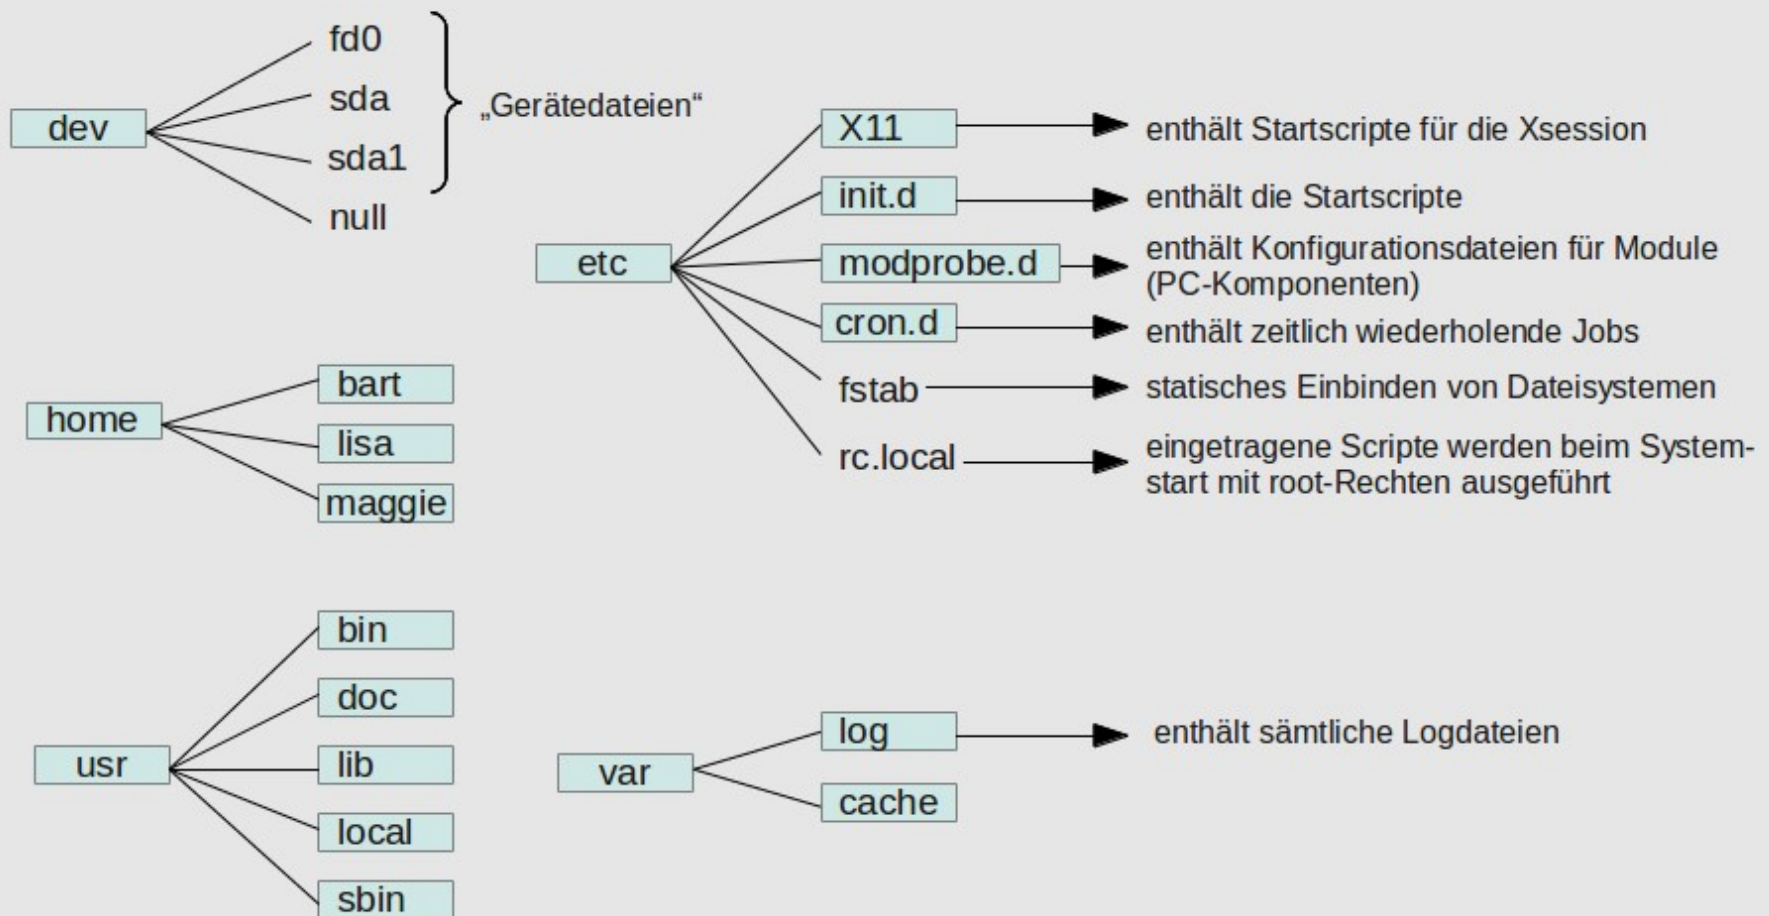 dev
fd0
sda
sda1
null
„Gerätedateien“
etc
X11
enthält Startscripte für die Xsession
init.d
enthält die Startscripte
modprobe.d
enthält Konfigurationsdateien für Module
(PC-Komponenten)
cron.d
enthält zeitlich wiederholende Jobs
fstab
statisches Einbinden von Dateisystemen
rc.local
eingetragene Scripte werden beim System-
start mit root-Rechten ausgeführt
home
bart
lisa
maggie
usr
bin
doc
lib
local
sbin
var
log
enthält sämtliche Logdateien
cache